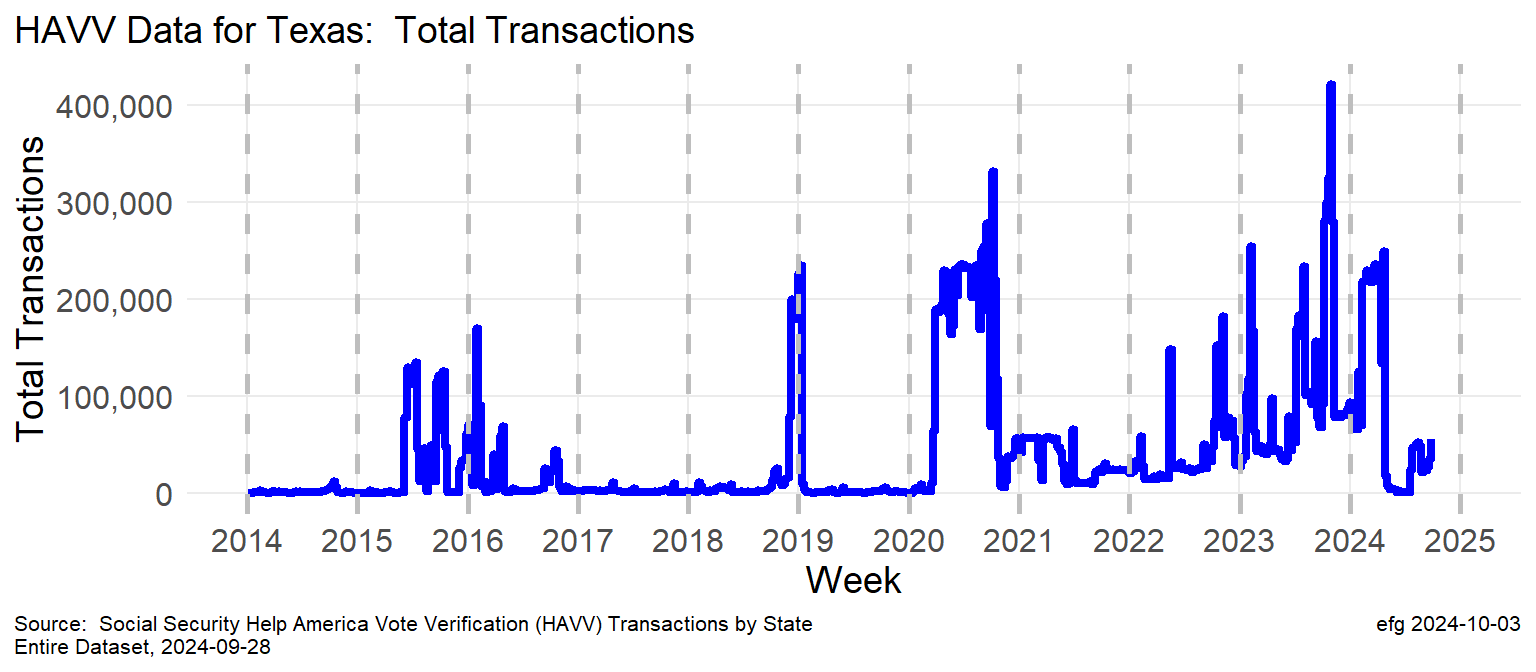 HAVV Data for Texas:  Total Transactions
Total Transactions
400,000
300,000
200,000
100,000
0
2014 2015 2016 2017 2018 2019 2020 2021 2022 2023 2024 2025
Week
Source:  Social Security Help America Vote Verification (HAVV) Transactions by State
Entire Dataset, 2024-09-28
efg 2024-10-03